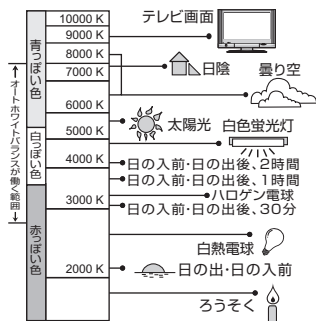 10000 K
9000 K
8000 K
7000 K
6000 K
5000 K
4000 K
3000 K
2000 K
青っぽい色
白っぽい色
赤っぽい色
オートホワイトバランスが働く範囲
テレビ画面
日陰
曇り空
太陽光
白色蛍光灯
日の入前・日の出後、2時間
日の入前・日の出後、1時間
ハロゲン電球
日の入前・日の出後、30分
白熱電球
日の出・日の入前
ろうそく